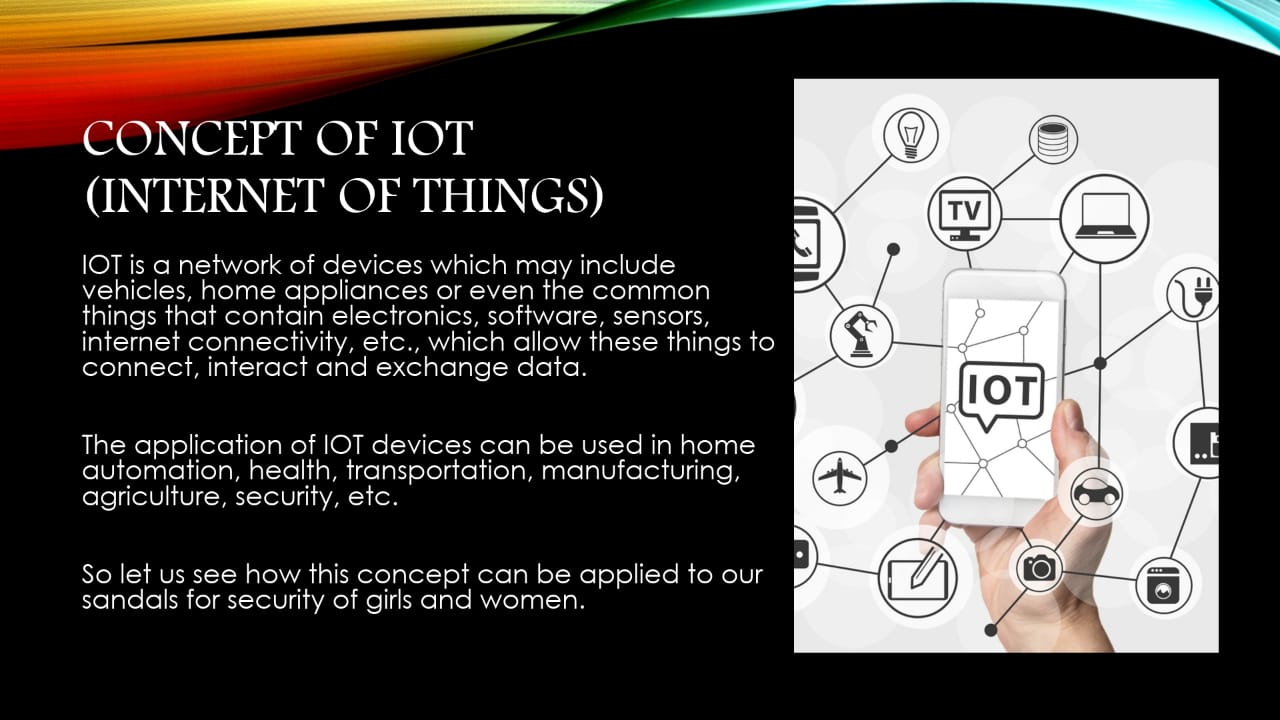 CONCEPT OF IOT
(INTERNET OF THINGS)
IOT is a network of devices which may include
vehicles, home appliances or even the common
things that contain electronics, software, sensors,
internet connectivity, etc., which allow these things to
connect, interact and exchange data.
The application of IOT devices can be used in home
automation, health, transportation, manufacturing,
agriculture, security, etc.
So let us see how this concept can be applied to our
sandals for security of girls and women.
TV
IOT